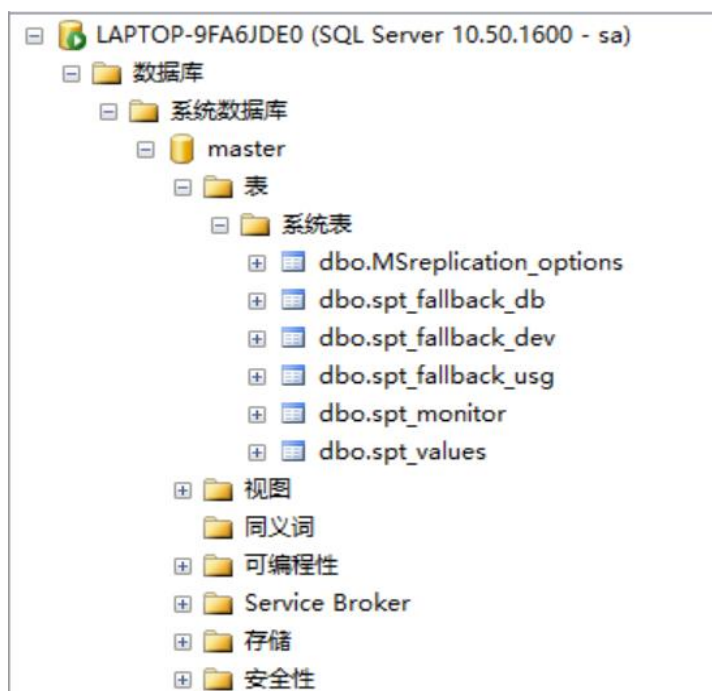 LAPTOP-9FA6JDE0 (SQL Server 10.50.1600 - sa)
数据库
系统数据库
master
表
系统表
dbo.MSreplication_options
dbo.spt_fallback_db
dbo.spt_fallback_dev
dbo.spt_fallback_usg
dbo.spt_monitor
dbo.spt_values
视图
同义词
可编程性
Service Broker
存储
安全性